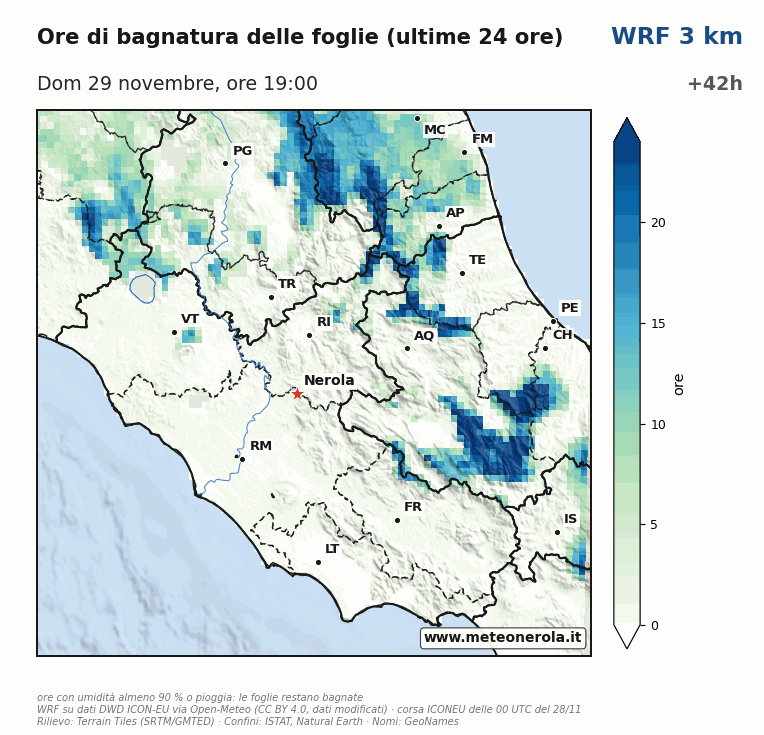 Ore di bagnatura delle foglie (ultime 24 ore)
WRF 3 km
Dom 29 novembre, ore 19:00
+42h
MC
FM
PG
AP
TE
TR
PE
VT
RI
AQ
CH
Nerola
RM
FR
IS
LT
www.meteonerola.it
20
15
10
5
0
ore
ore con umidità almeno 90 % o pioggia: le foglie restano bagnate
WRF su dati DWD ICON-EU via Open-Meteo (CC BY 4.0, dati modificati) · corsa ICONEU delle 00 UTC del 28/11
Rilievo: Terrain Tiles (SRTM/GMTED) · Confini: ISTAT, Natural Earth · Nomi: GeoNames